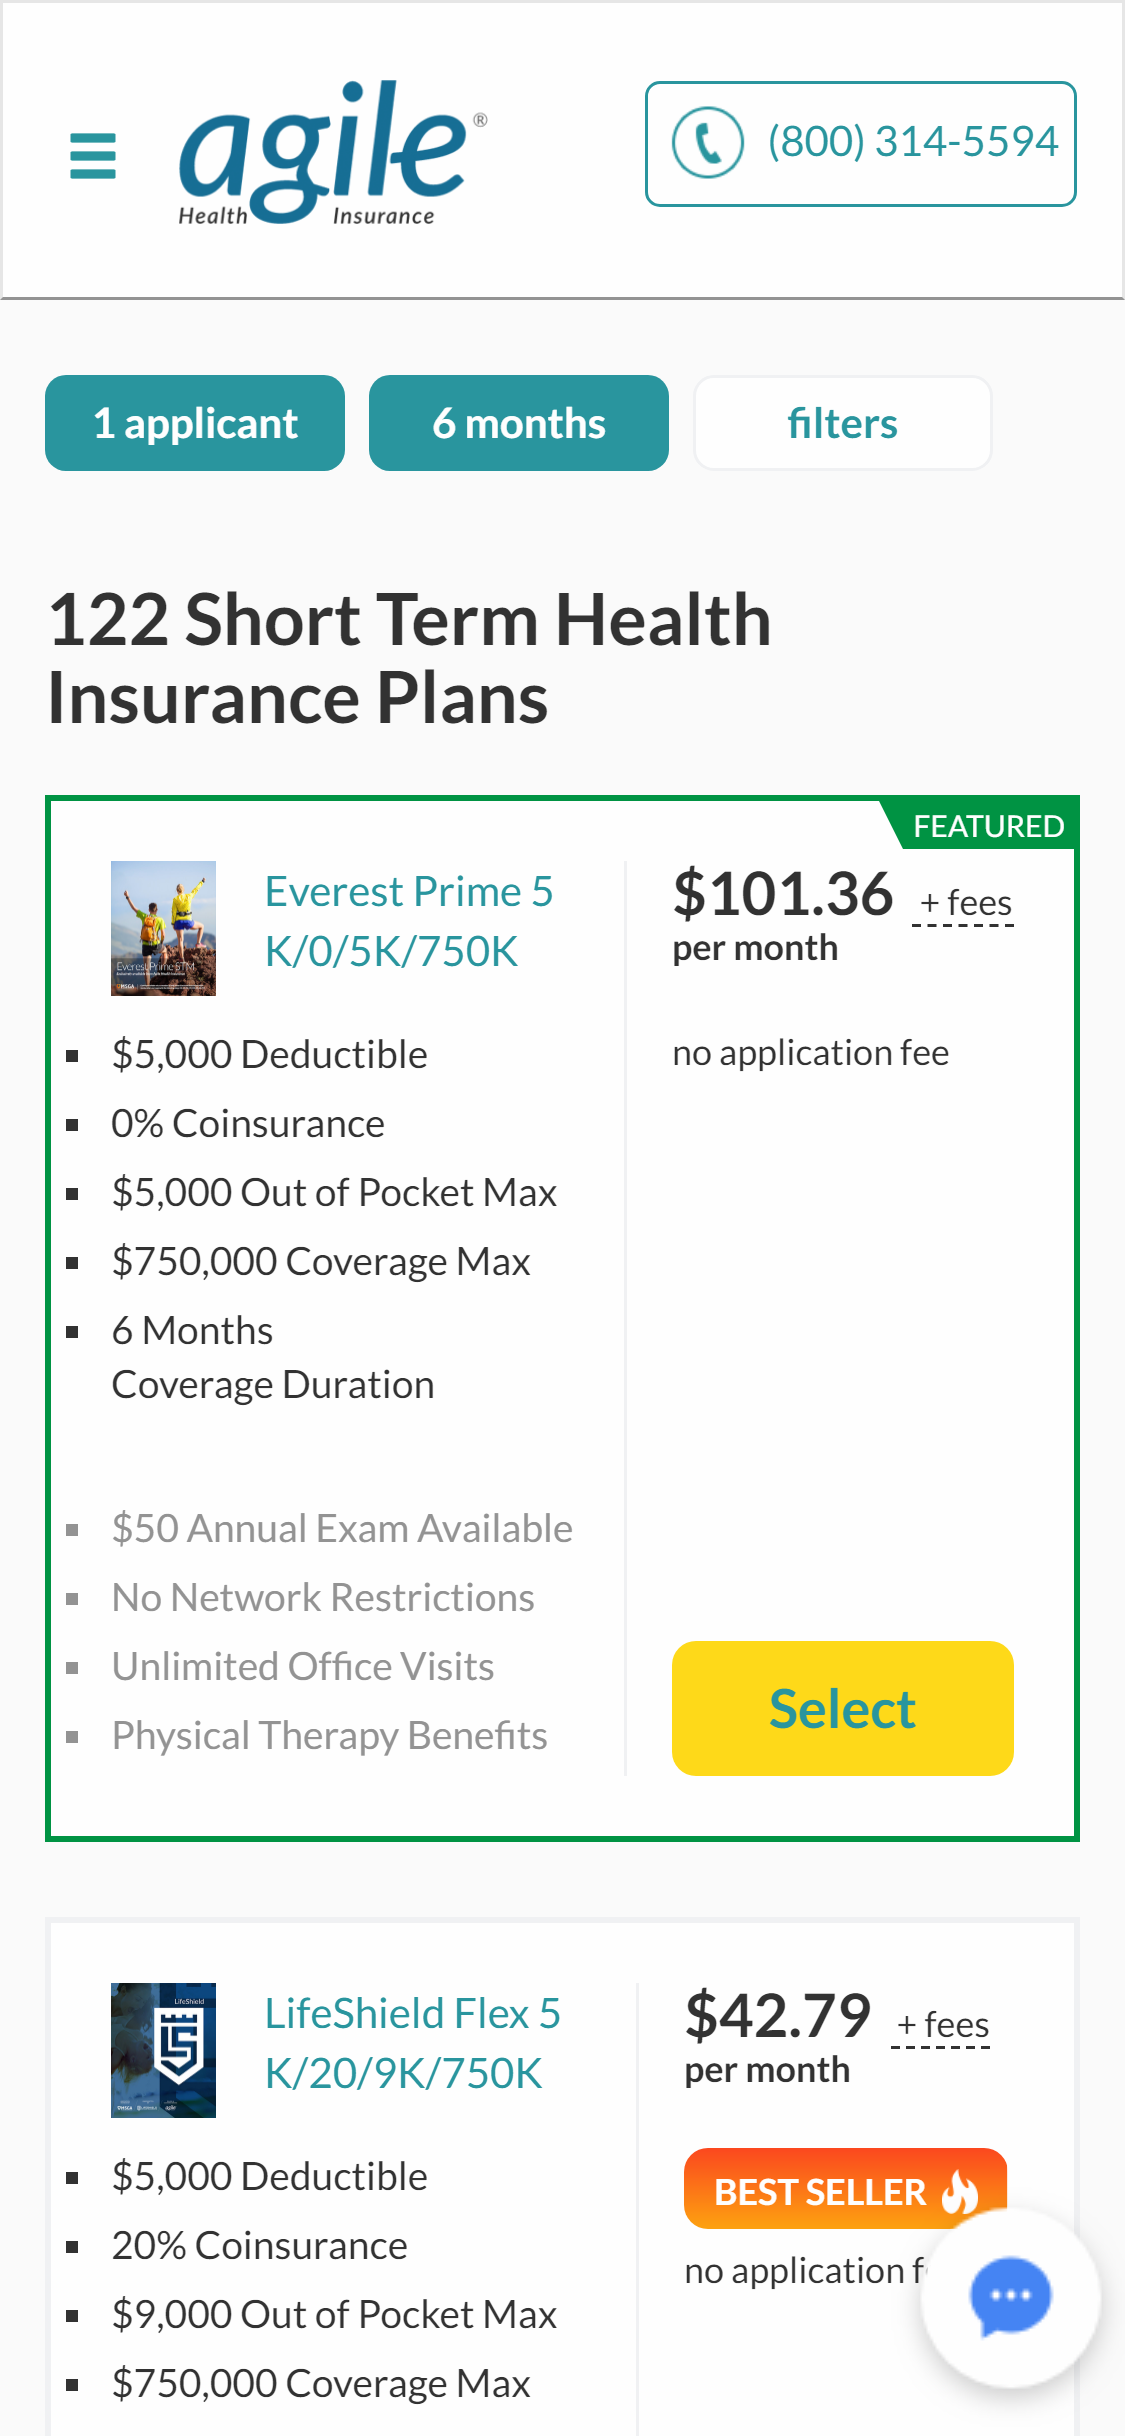 agile®
Health Insurance
(800) 314-5594
1 applicant
6 months
filters
122 Short Term Health
Insurance Plans
FEATURED
Everest Prime STM
Everest Prime 5
K/0/5K/750K
$101.36 + fees
per month
no application fee
$5,000 Deductible
0% Coinsurance
$5,000 Out of Pocket Max
$750,000 Coverage Max
6 Months
Coverage Duration
$50 Annual Exam Available
No Network Restrictions
Unlimited Office Visits
Physical Therapy Benefits
Select
LifeShield
LS
LifeShield Flex 5
K/20/9K/750K
$42.79 + fees
per month
BEST SELLER
no application f
$5,000 Deductible
20% Coinsurance
$9,000 Out of Pocket Max
$750,000 Coverage Max